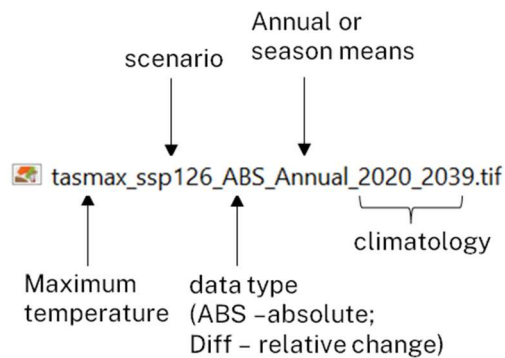 Annual or
season means
scenario
tasmax_ssp126_ABS_Annual_2020_2039.tif
climatology
Maximum
temperature
data type
(ABS –absolute;
Diff – relative change)